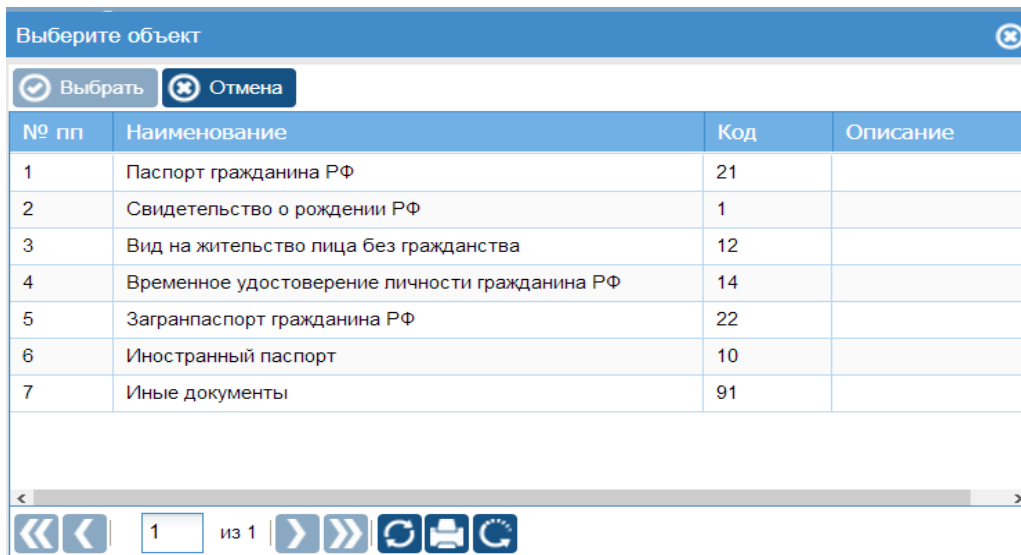 Выберите объект
Выбрать Отмена
№ пп Наименование Код Описание
1 Паспорт гражданина РФ 21
2 Свидетельство о рождении РФ 1
3 Вид на жительство лица без гражданства 12
4 Временное удостоверение личности гражданина РФ 14
5 Загранпаспорт гражданина РФ 22
6 Иностранный паспорт 10
7 Иные документы 91
1 из 1